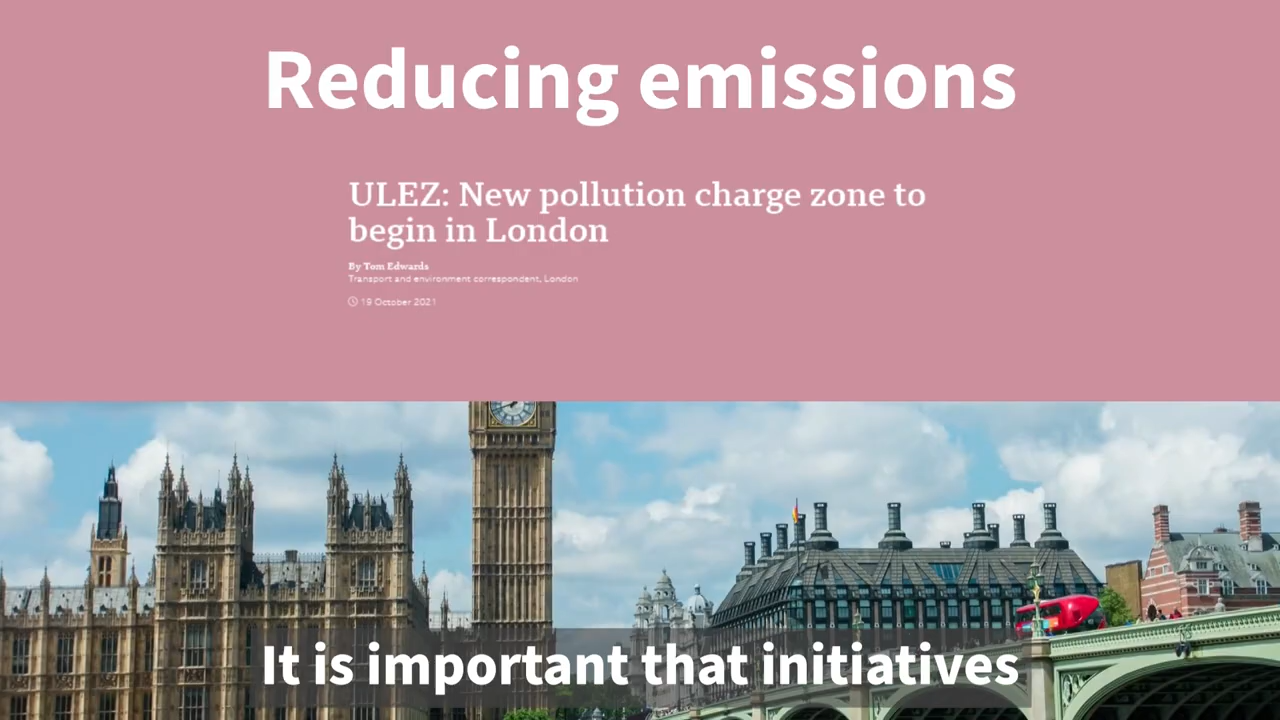 Reducing emissions
ULEZ: New pollution charge zone to
begin in London
By Tom Edwards
Transport and environment correspondent, London
19 October 2021
It is important that initiatives